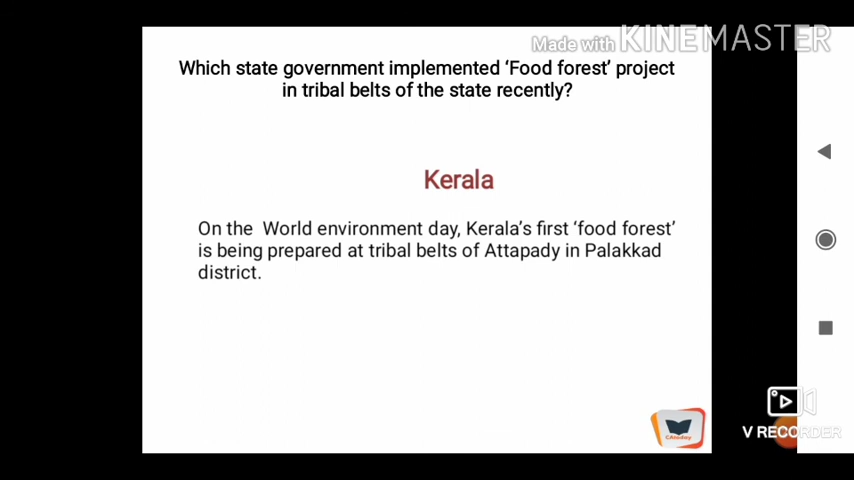 Made with KINEMASTER
Which state government implemented ‘Food forest’ project
in tribal belts of the state recently?
Kerala
On the World environment day, Kerala's first ‘food forest’
is being prepared at tribal belts of Attapady in Palakkad
district.
CAtoday
V RECORDER